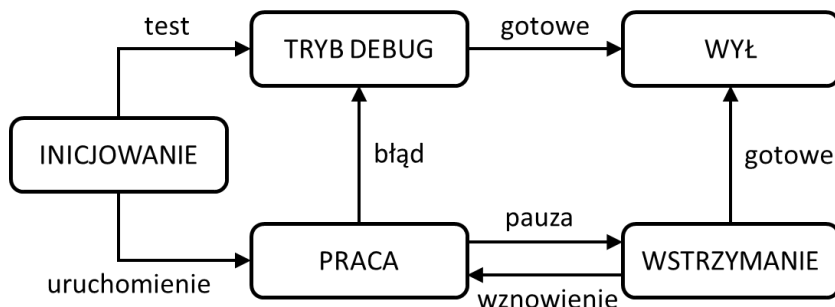 test
gotowe
TRYB DEBUG
WYŁ
INICJOWANIE
błąd
gotowe
pauza
PRACA
WSTRZYMANIE
uruchomienie
wznowienie